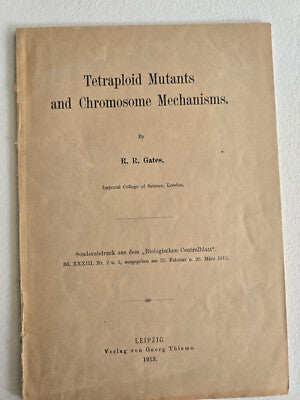 Tetraploid Mutants
and Chromosome Mechanisms.
By
R. R. Gates.
Imperial College of Science, London.
Sonderabdruck aus dem „Biologischen Centralblatt".
Bd. XXXIII. Nr. 2 u. 3, ausgegeben am 20. Februar u. 20. März 1913.
LEIPZIG.
Verlag von Georg Thieme.
1913.